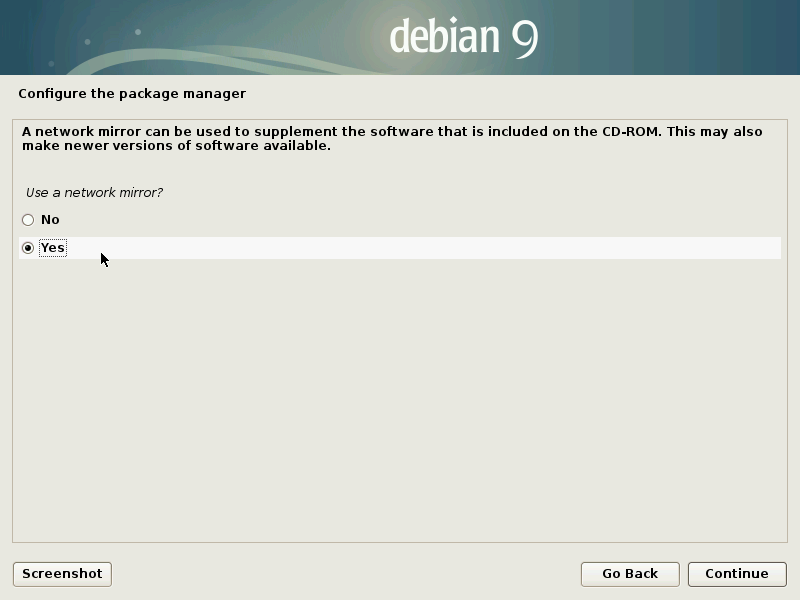 debian 9
Configure the package manager
A network mirror can be used to supplement the software that is included on the CD-ROM. This may also
make newer versions of software available.
Use a network mirror?
No
Yes
Screenshot
Go Back
Continue